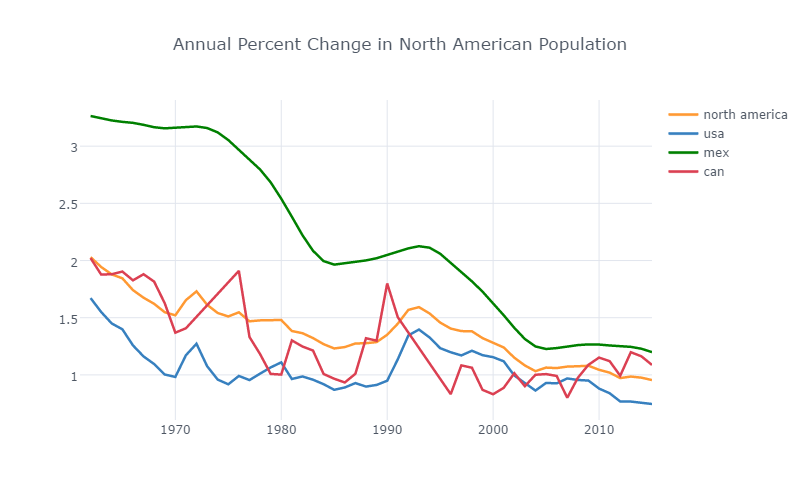 Annual Percent Change in North American Population
north america
usa
mex
can
3
2.5
2
1.5
1
1970 1980 1990 2000 2010